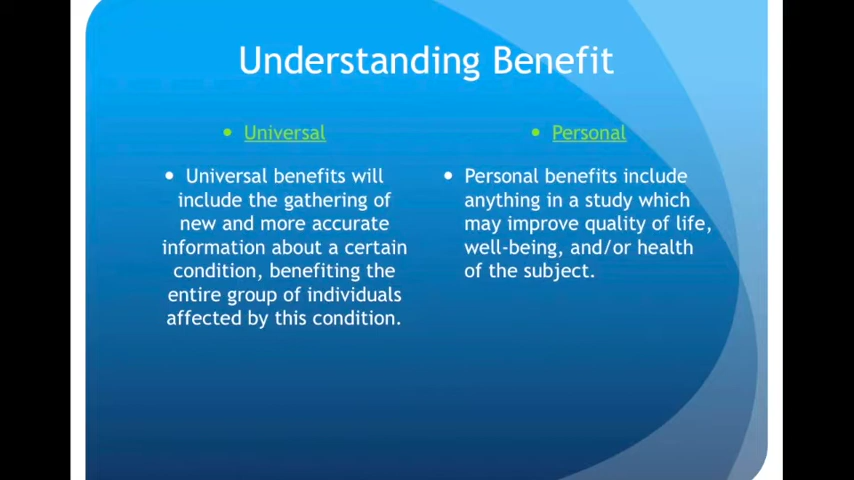 Understanding Benefit
• Universal
• Universal benefits will
include the gathering of
new and more accurate
information about a certain
condition, benefiting the
entire group of individuals
affected by this condition.
• Personal
• Personal benefits include
anything in a study which
may improve quality of life,
well-being, and/or health
of the subject.